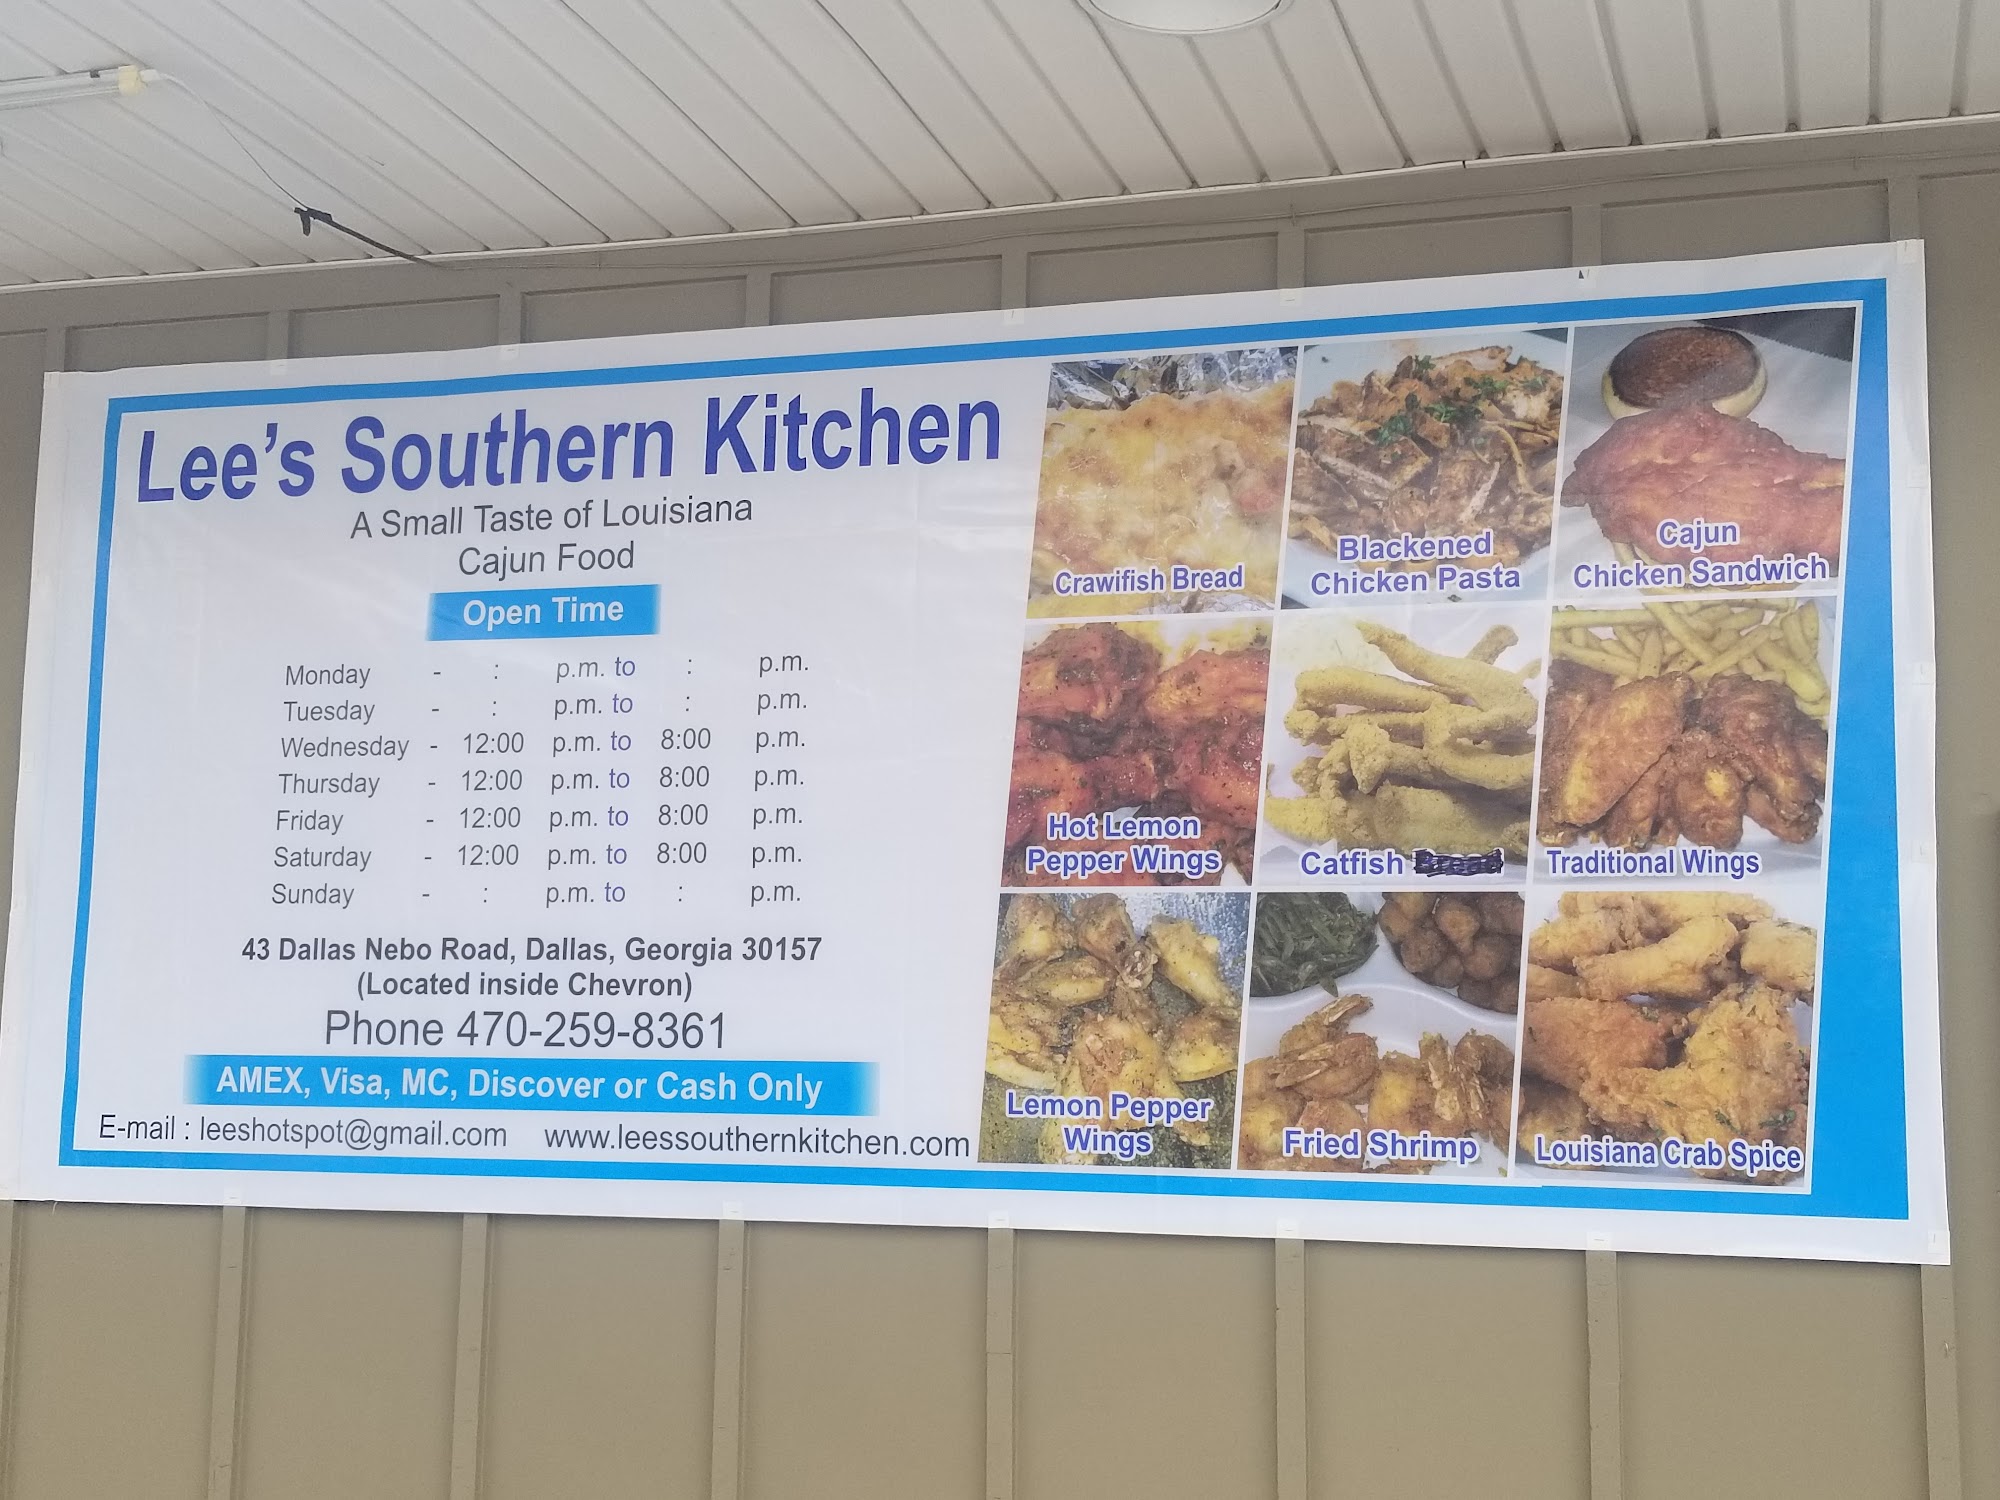 Lee's Southern Kitchen
A Small Taste of Louisiana
Cajun Food
Open Time
Monday - : p.m. to : p.m.
Tuesday - : p.m. to : p.m.
Wednesday - 12:00 p.m. to 8:00 p.m.
Thursday - 12:00 p.m. to 8:00 p.m.
Friday - 12:00 p.m. to 8:00 p.m.
Saturday - 12:00 p.m. to 8:00 p.m.
Sunday - : p.m. to : p.m.
43 Dallas Nebo Road, Dallas, Georgia 30157
(Located inside Chevron)
Phone 470-259-8361
AMEX, Visa, MC, Discover or Cash Only
E-mail : leeshotspot@gmail.com www.leessouthernkitchen.com
Crawifish Bread
Blackened
Chicken Pasta
Cajun
Chicken Sandwich
Hot Lemon
Pepper Wings
Catfish Bread
Traditional Wings
Lemon Pepper
Wings
Fried Shrimp
Louisiana Crab Spice